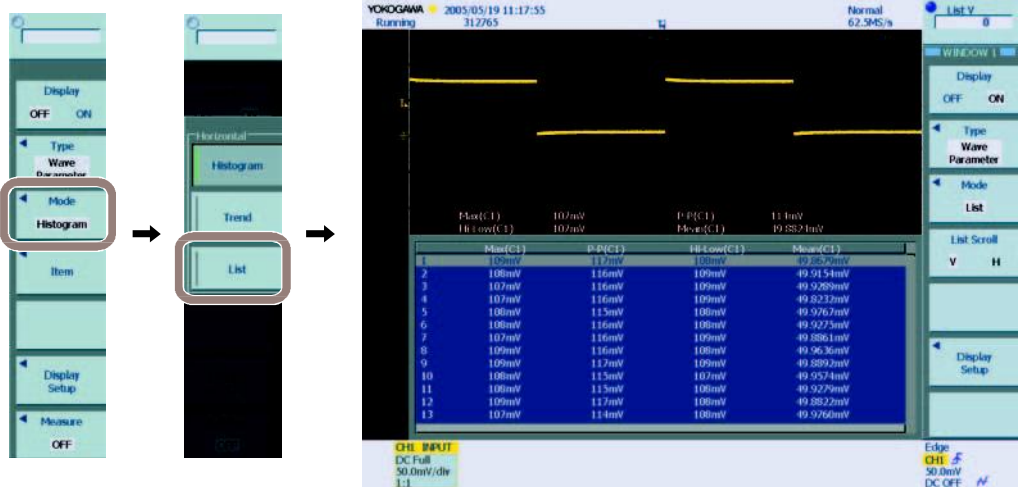 Display
OFF ON
Type
Wave
Parameter
Mode
Histogram
Item
Display
Setup
Measure
OFF
Horizontal
Histogram
Trend
List
YOKOGAWA 2005/05/19 11:17:55
Running 312765
Normal
62.5MS/s
Max(C1) 107mV P-P(C1)
Hi-Low(C1) 107mV Mean(C1)
Max(C1) P-P(C1) Hi-Low(C1) Mean(C1)
1 109mV 117mV 108mV 49.8679mV
2 108mV 116mV 109mV 49.9154mV
3 107mV 116mV 109mV 49.9289mV
4 107mV 116mV 109mV 49.8232mV
5 108mV 115mV 108mV 49.9767mV
6 108mV 116mV 108mV 49.9275mV
7 107mV 116mV 109mV 49.8861mV
8 109mV 116mV 108mV 49.9636mV
9 109mV 117mV 109mV 49.8892mV
10 108mV 115mV 107mV 49.9574mV
11 108mV 115mV 108mV 49.9279mV
12 109mV 117mV 109mV 49.8822mV
13 107mV 114mV 108mV 49.9760mV
CH1 INPUT
DC Full
50.0mV/div
1:1
Edge
CH1
50.0mV
DC OFF
List V
0
WINDOW 1
Display
OFF ON
Type
Wave
Parameter
Mode
List
List Scroll
V H
Display
Setup